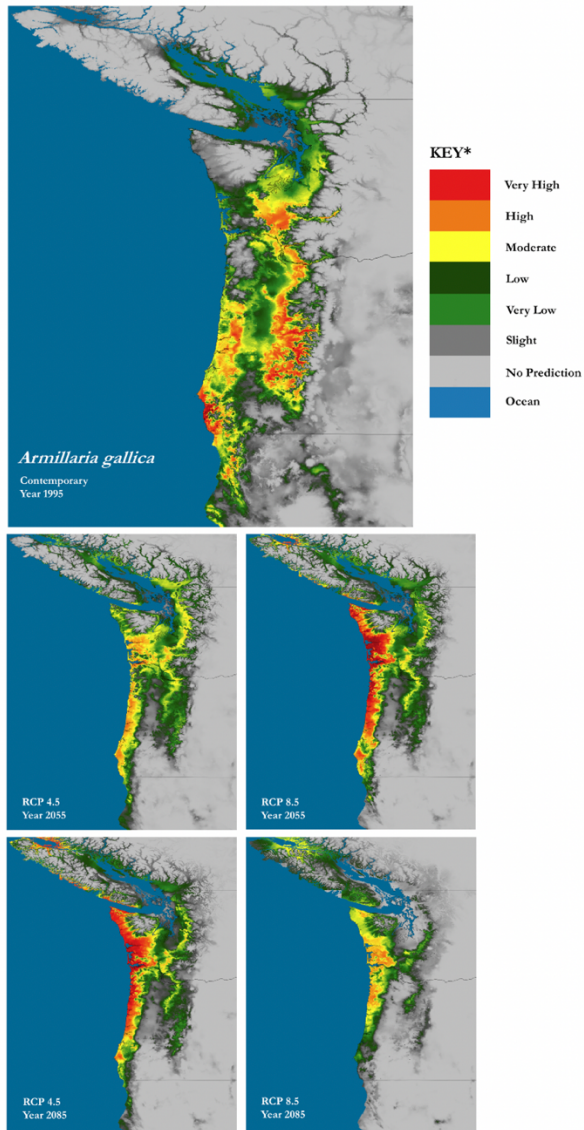 KEY*
Very High
High
Moderate
Low
Very Low
Slight
No Prediction
Ocean
Armillaria gallica
Contemporary
Year 1995
RCP 4.5
Year 2055
RCP 8.5
Year 2055
RCP 4.5
Year 2085
RCP 8.5
Year 2085